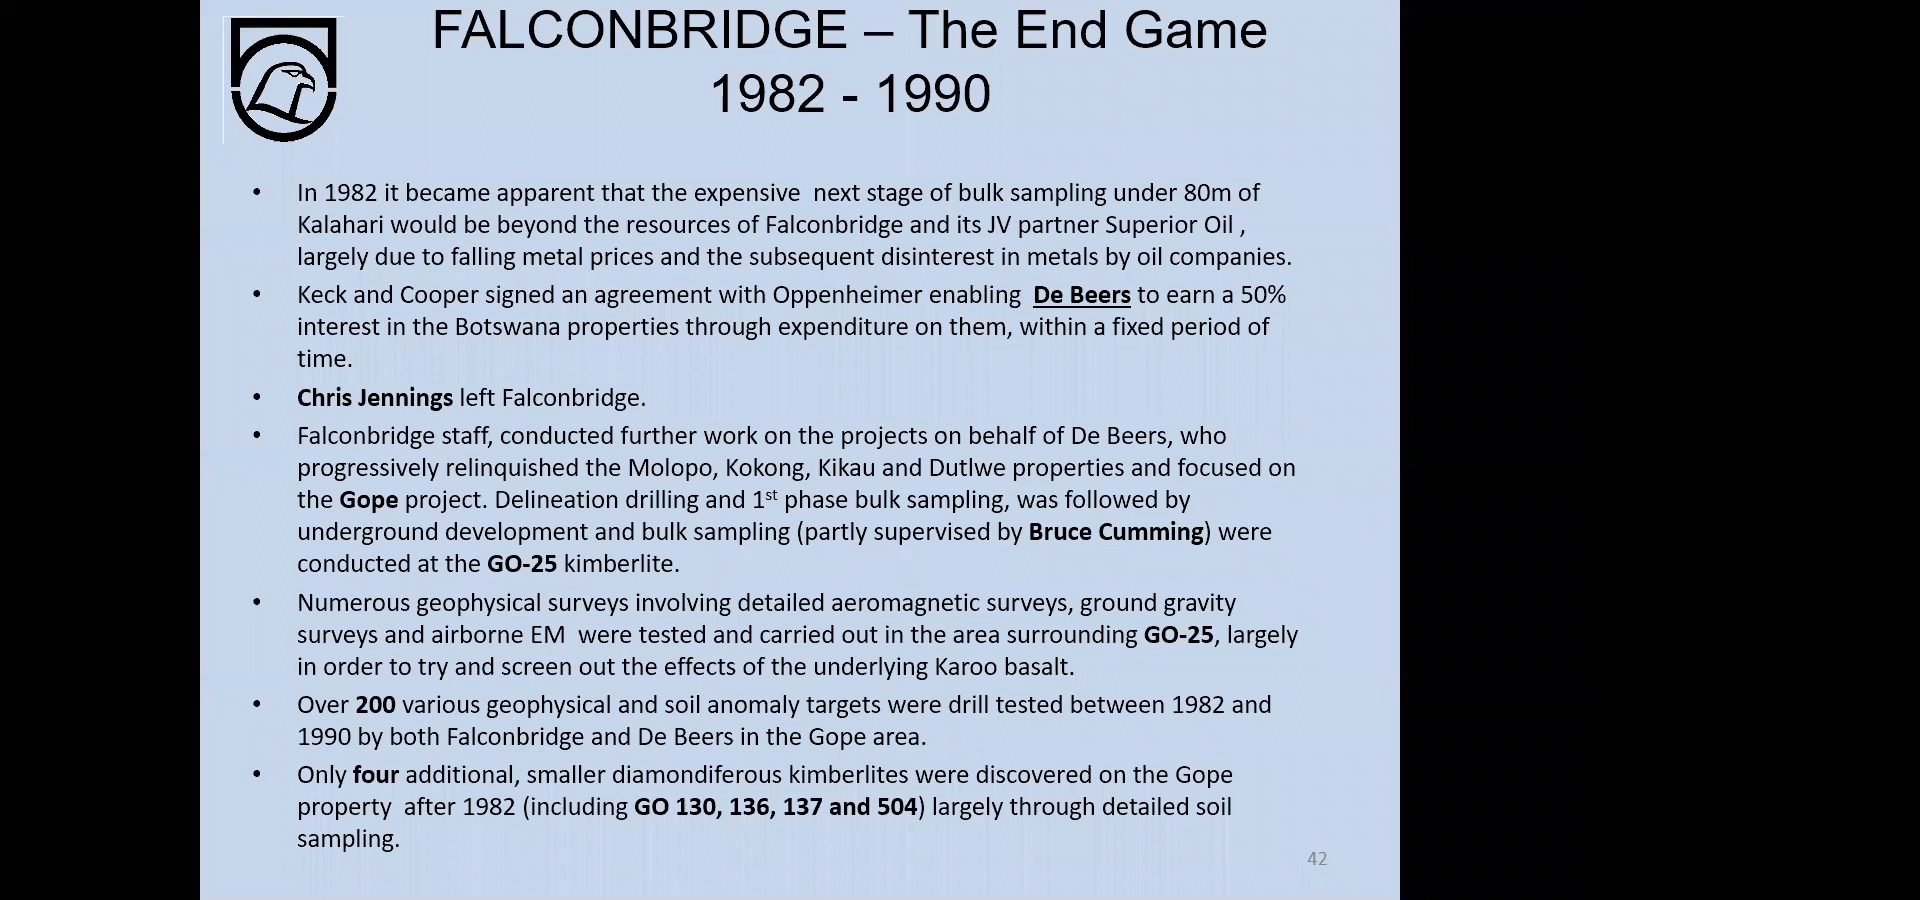 FALCONBRIDGE – The End Game
1982 - 1990
• In 1982 it became apparent that the expensive  next stage of bulk sampling under 80m of
Kalahari would be beyond the resources of Falconbridge and its JV partner Superior Oil ,
largely due to falling metal prices and the subsequent disinterest in metals by oil companies.
• Keck and Cooper signed an agreement with Oppenheimer enabling  De Beers to earn a 50%
interest in the Botswana properties through expenditure on them, within a fixed period of
time.
• Chris Jennings left Falconbridge.
• Falconbridge staff, conducted further work on the projects on behalf of De Beers, who
progressively relinquished the Molopo, Kokong, Kikau and Dutlwe properties and focused on
the Gope project. Delineation drilling and 1st phase bulk sampling, was followed by
underground development and bulk sampling (partly supervised by Bruce Cumming) were
conducted at the GO-25 kimberlite.
• Numerous geophysical surveys involving detailed aeromagnetic surveys, ground gravity
surveys and airborne EM  were tested and carried out in the area surrounding GO-25, largely
in order to try and screen out the effects of the underlying Karoo basalt.
• Over 200 various geophysical and soil anomaly targets were drill tested between 1982 and
1990 by both Falconbridge and De Beers in the Gope area.
• Only four additional, smaller diamondiferous kimberlites were discovered on the Gope
property  after 1982 (including GO 130, 136, 137 and 504) largely through detailed soil
sampling.
42